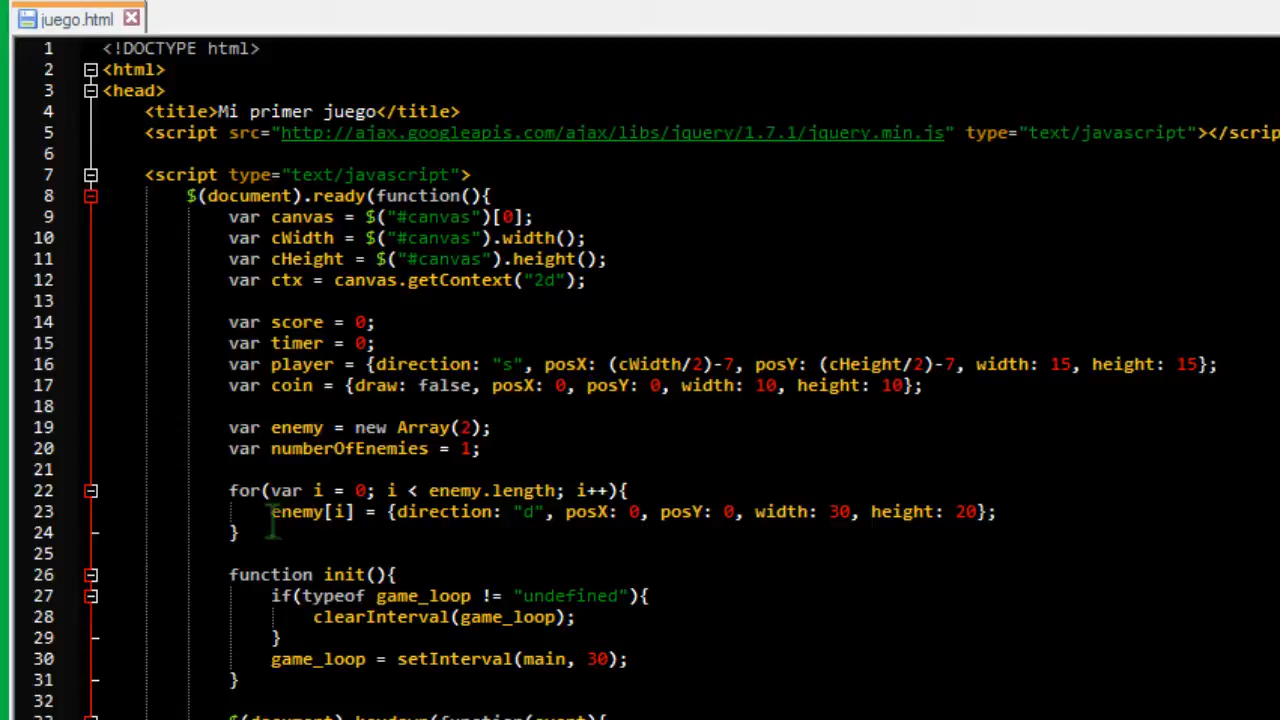 juego.html
1 <!DOCTYPE html>
2 <html>
3 <head>
4 <title>Mi primer juego</title>
5 <script src="http://ajax.googleapis.com/ajax/libs/jquery/1.7.1/jquery.min.js" type="text/javascript"></scrip
6
7 <script type="text/javascript">
8 $(document).ready(function(){
9 var canvas = $("#canvas")[0];
10 var cWidth = $("#canvas").width();
11 var cHeight = $("#canvas").height();
12 var ctx = canvas.getContext("2d");
13
14 var score = 0;
15 var timer = 0;
16 var player = {direction: "s", posX: (cWidth/2)-7, posY: (cHeight/2)-7, width: 15, height: 15};
17 var coin = {draw: false, posX: 0, posY: 0, width: 10, height: 10};
18
19 var enemy = new Array(2);
20 var numberOfEnemies = 1;
21
22 for(var i = 0; i < enemy.length; i++){
23 enemy[i] = {direction: "d", posX: 0, posY: 0, width: 30, height: 20};
24 }
25
26 function init(){
27 if(typeof game_loop != "undefined"){
28 clearInterval(game_loop);
29 }
30 game_loop = setInterval(main, 30);
31 }
32
33 $(document).keydown(function(event){